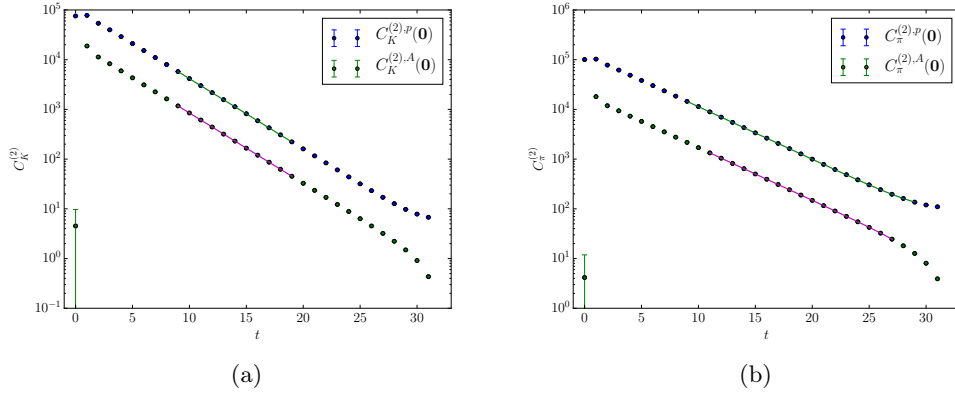 10^5
10^4
10^3
10^2
10^1
10^0
10^{-1}
C_K^{(2)}
C_K^{(2),p}(0)
C_K^{(2),A}(0)
0 5 10 15 20 25 30
t
(a)
10^6
10^5
10^4
10^3
10^2
10^1
10^0
C_π^{(2)}
C_π^{(2),p}(0)
C_π^{(2),A}(0)
0 5 10 15 20 25 30
t
(b)